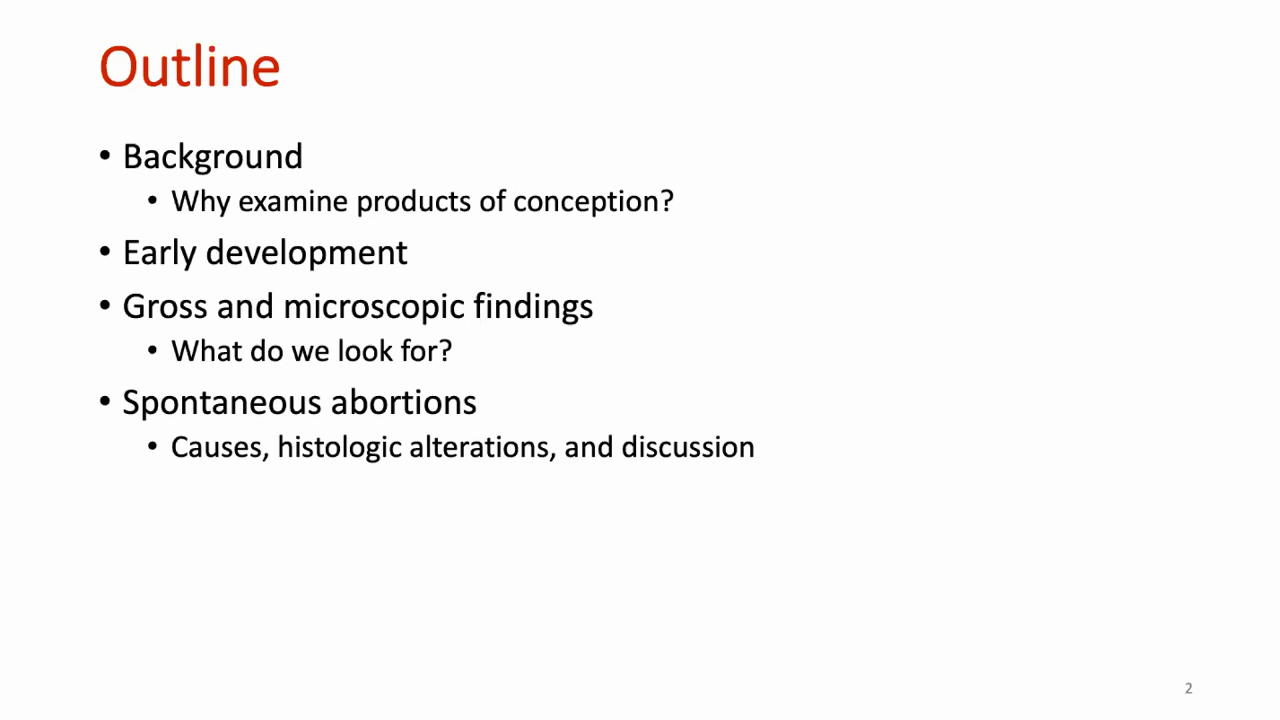 Outline
• Background
• Why examine products of conception?
• Early development
• Gross and microscopic findings
• What do we look for?
• Spontaneous abortions
• Causes, histologic alterations, and discussion
2